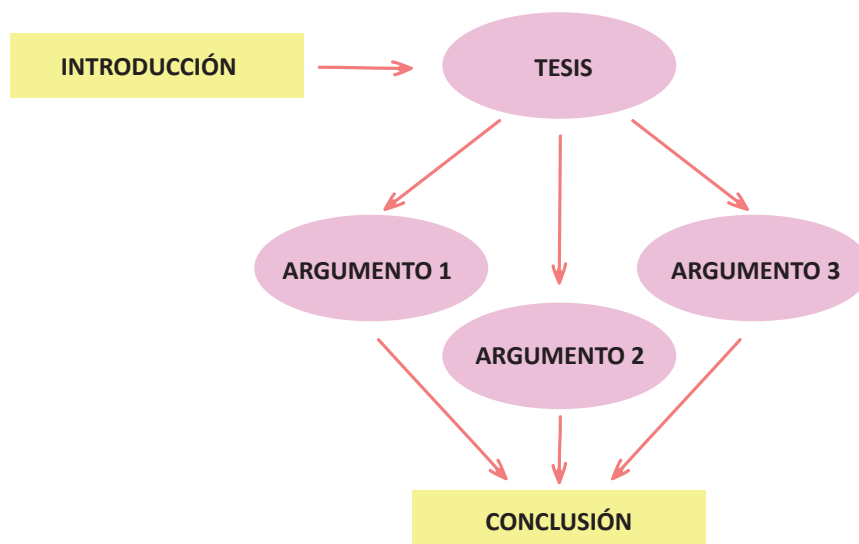 INTRODUCCIÓN
TESIS
ARGUMENTO 1
ARGUMENTO 3
ARGUMENTO 2
CONCLUSIÓN